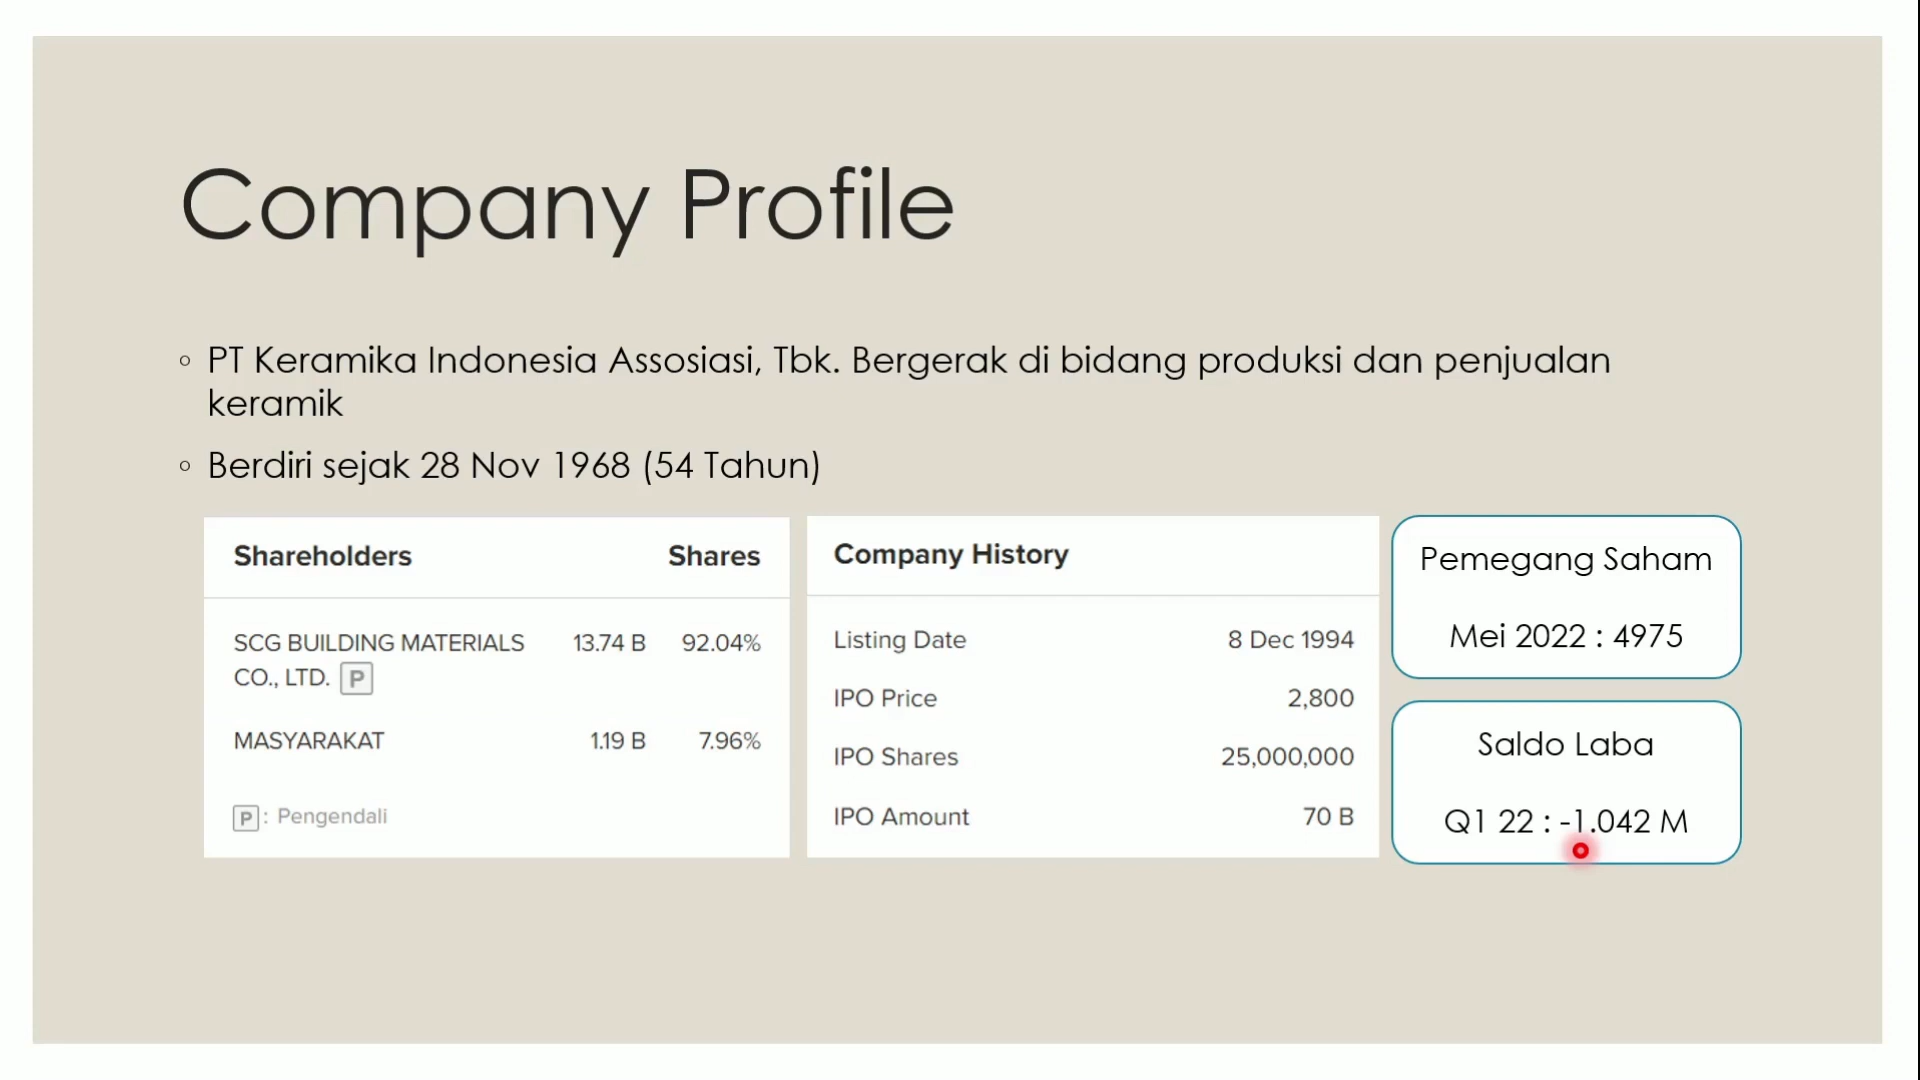 Company Profile
◦ PT Keramika Indonesia Assosiasi, Tbk. Bergerak di bidang produksi dan penjualan
keramik
◦ Berdiri sejak 28 Nov 1968 (54 Tahun)
Shareholders Shares
SCG BUILDING MATERIALS 13.74 B 92.04%
CO., LTD. P
MASYARAKAT 1.19 B 7.96%
P : Pengendali
Company History
Listing Date 8 Dec 1994
IPO Price 2,800
IPO Shares 25,000,000
IPO Amount 70 B
Pemegang Saham
Mei 2022 : 4975
Saldo Laba
Q1 22 : -1.042 M